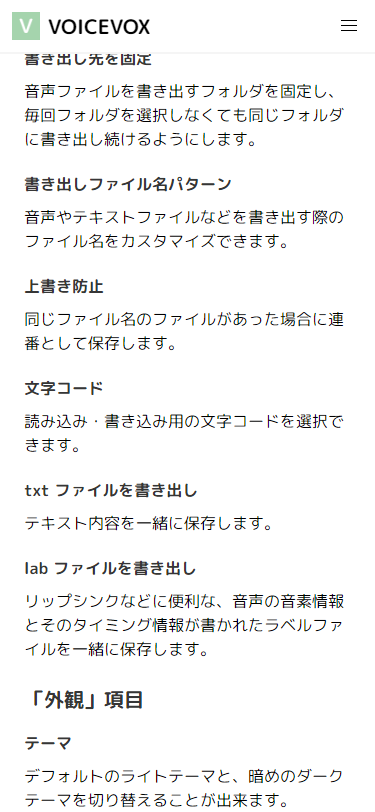 V VOICEVOX
書き出し先を固定
音声ファイルを書き出すフォルダを固定し、
毎回フォルダを選択しなくても同じフォルダ
に書き出し続けるようにします。
書き出しファイル名パターン
音声やテキストファイルなどを書き出す際の
ファイル名をカスタマイズできます。
上書き防止
同じファイル名のファイルがあった場合に連
番として保存します。
文字コード
読み込み・書き込み用の文字コードを選択で
きます。
txt ファイルを書き出し
テキスト内容を一緒に保存します。
lab ファイルを書き出し
リップシンクなどに便利な、音声の音素情報
とそのタイミング情報が書かれたラベルファ
イルを一緒に保存します。
「外観」項目
テーマ
デフォルトのライトテーマと、暗めのダーク
テーマを切り替えることが出来ます。